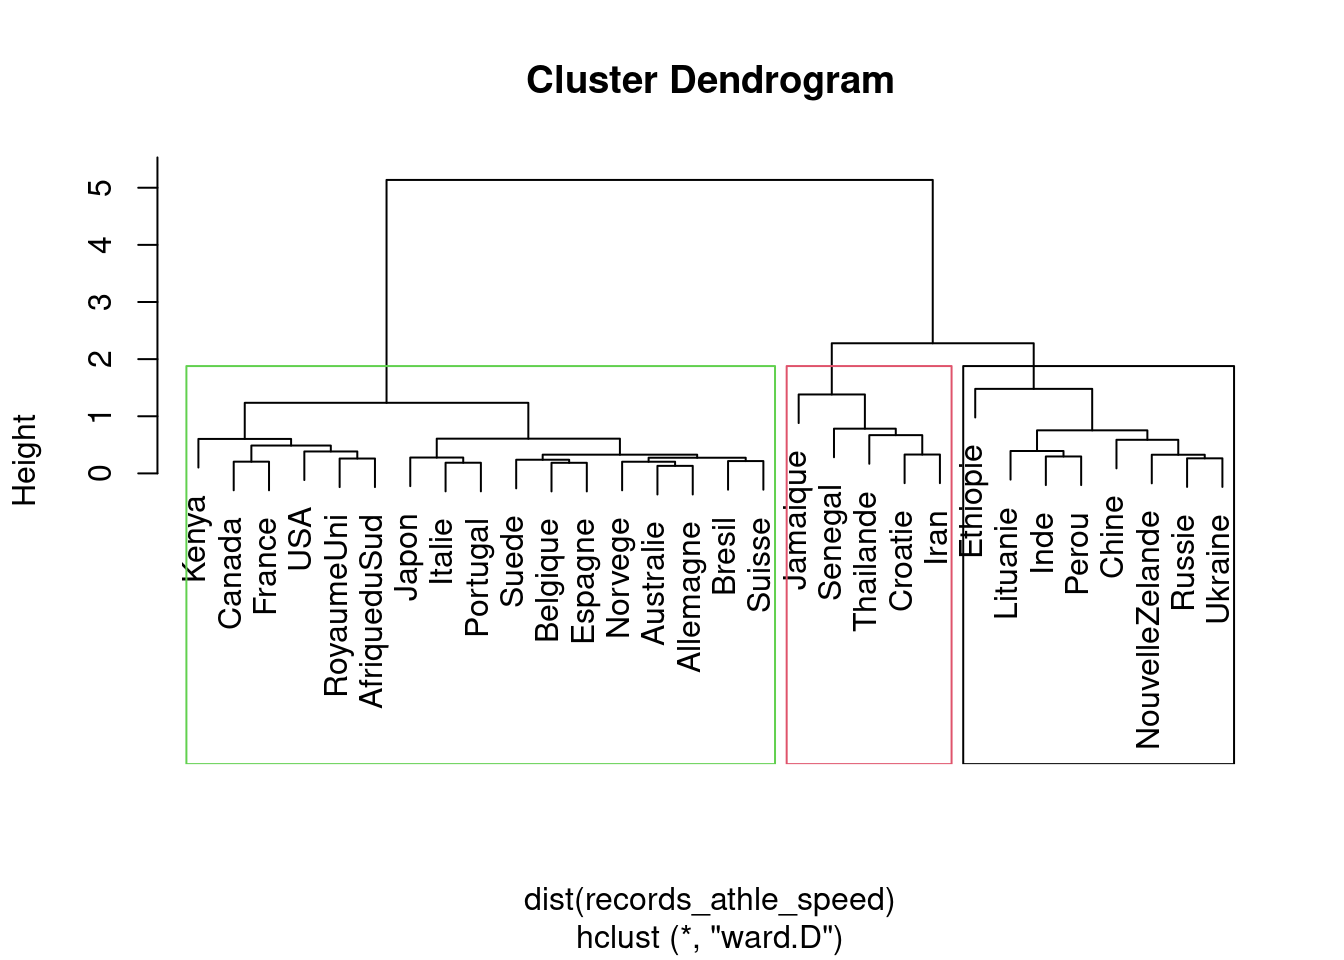 Cluster Dendrogram
Height
5
4
3
2
1
0
Kenya
Canada
France
USA
RoyaumeUni
AfriqueduSud
Japon
Italie
Portugal
Suede
Belgique
Espagne
Norvege
Australie
Allemagne
Bresil
Suisse
Jamaique
Senegal
Thailande
Croatie
Iran
Ethiopie
Lituanie
Inde
Perou
Chine
NouvelleZelande
Russie
Ukraine
dist(records_athle_speed)
hclust (*, "ward.D")